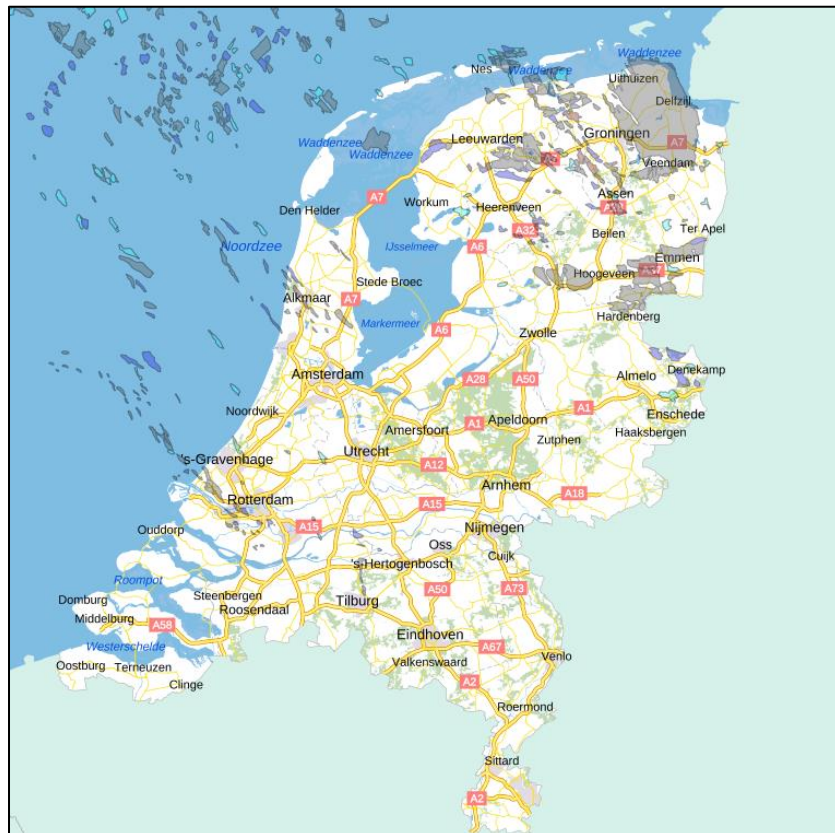 Waddenzee
Nes
Waddenzee
Uithuizen
Delfzijl
Waddenzee
Waddenzee
Leeuwarden
Groningen
A7
Veendam
A7
Workum
Assen
Den Helder
Heerenveen
A32
Beilen
Ter Apel
Noordzee
IJsselmeer
A6
Emmen
Hoogeveen
Stede Broec
Alkmaar
A7
Hardenberg
Markermeer
A6
Zwolle
Amsterdam
A28
A50
Almelo
Denekamp
Noordwijk
Amersfoort
A1
Apeldoorn
A1
Enschede
Zutphen
Haaksbergen
's-Gravenhage
Utrecht
A12
Arnhem
A18
Rotterdam
A15
A15
Nijmegen
Ouddorp
Oss
Cuijk
's-Hertogenbosch
Roompot
A50
A73
Domburg
Steenbergen
Roosendaal
Tilburg
Middelburg
A58
Eindhoven
A67
Westerschelde
Venlo
Oostburg
Terneuzen
Valkenswaard
Clinge
A2
Roermond
Sittard
A2